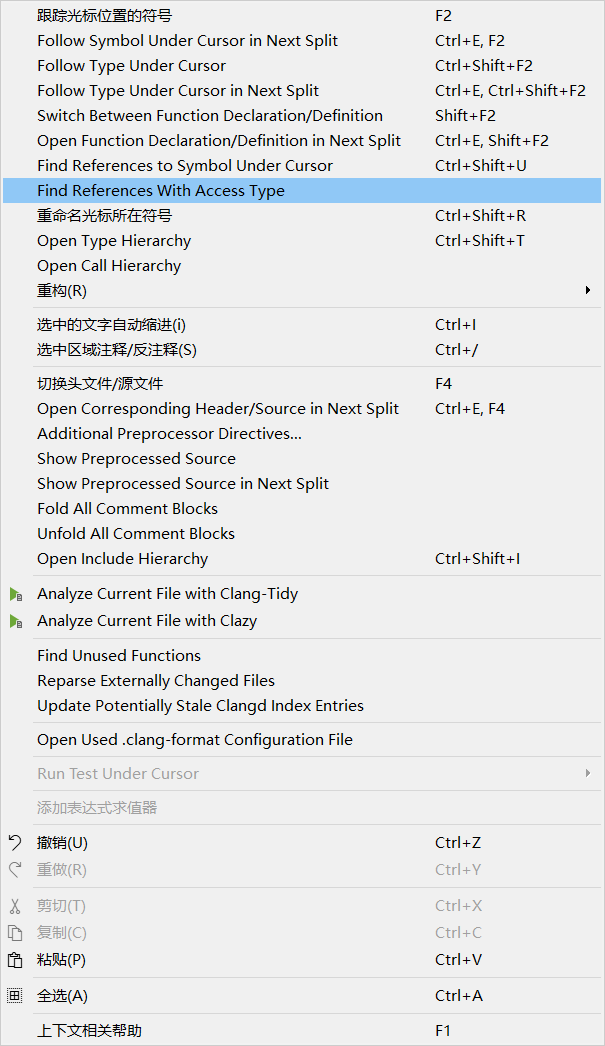 跟踪光标位置的符号 F2
Follow Symbol Under Cursor in Next Split Ctrl+E, F2
Follow Type Under Cursor Ctrl+Shift+F2
Follow Type Under Cursor in Next Split Ctrl+E, Ctrl+Shift+F2
Switch Between Function Declaration/Definition Shift+F2
Open Function Declaration/Definition in Next Split Ctrl+E, Shift+F2
Find References to Symbol Under Cursor Ctrl+Shift+U
Find References With Access Type
重命名光标所在符号 Ctrl+Shift+R
Open Type Hierarchy Ctrl+Shift+T
Open Call Hierarchy
重构(R)
选中的文字自动缩进(i) Ctrl+I
选中区域注释/反注释(S) Ctrl+/
切换头文件/源文件 F4
Open Corresponding Header/Source in Next Split Ctrl+E, F4
Additional Preprocessor Directives...
Show Preprocessed Source
Show Preprocessed Source in Next Split
Fold All Comment Blocks
Unfold All Comment Blocks
Open Include Hierarchy Ctrl+Shift+I
Analyze Current File with Clang-Tidy
Analyze Current File with Clazy
Find Unused Functions
Reparse Externally Changed Files
Update Potentially Stale Clangd Index Entries
Open Used .clang-format Configuration File
Run Test Under Cursor
添加表达式求值器
撤销(U) Ctrl+Z
重做(R) Ctrl+Y
剪切(T) Ctrl+X
复制(C) Ctrl+C
粘贴(P) Ctrl+V
全选(A) Ctrl+A
上下文相关帮助 F1